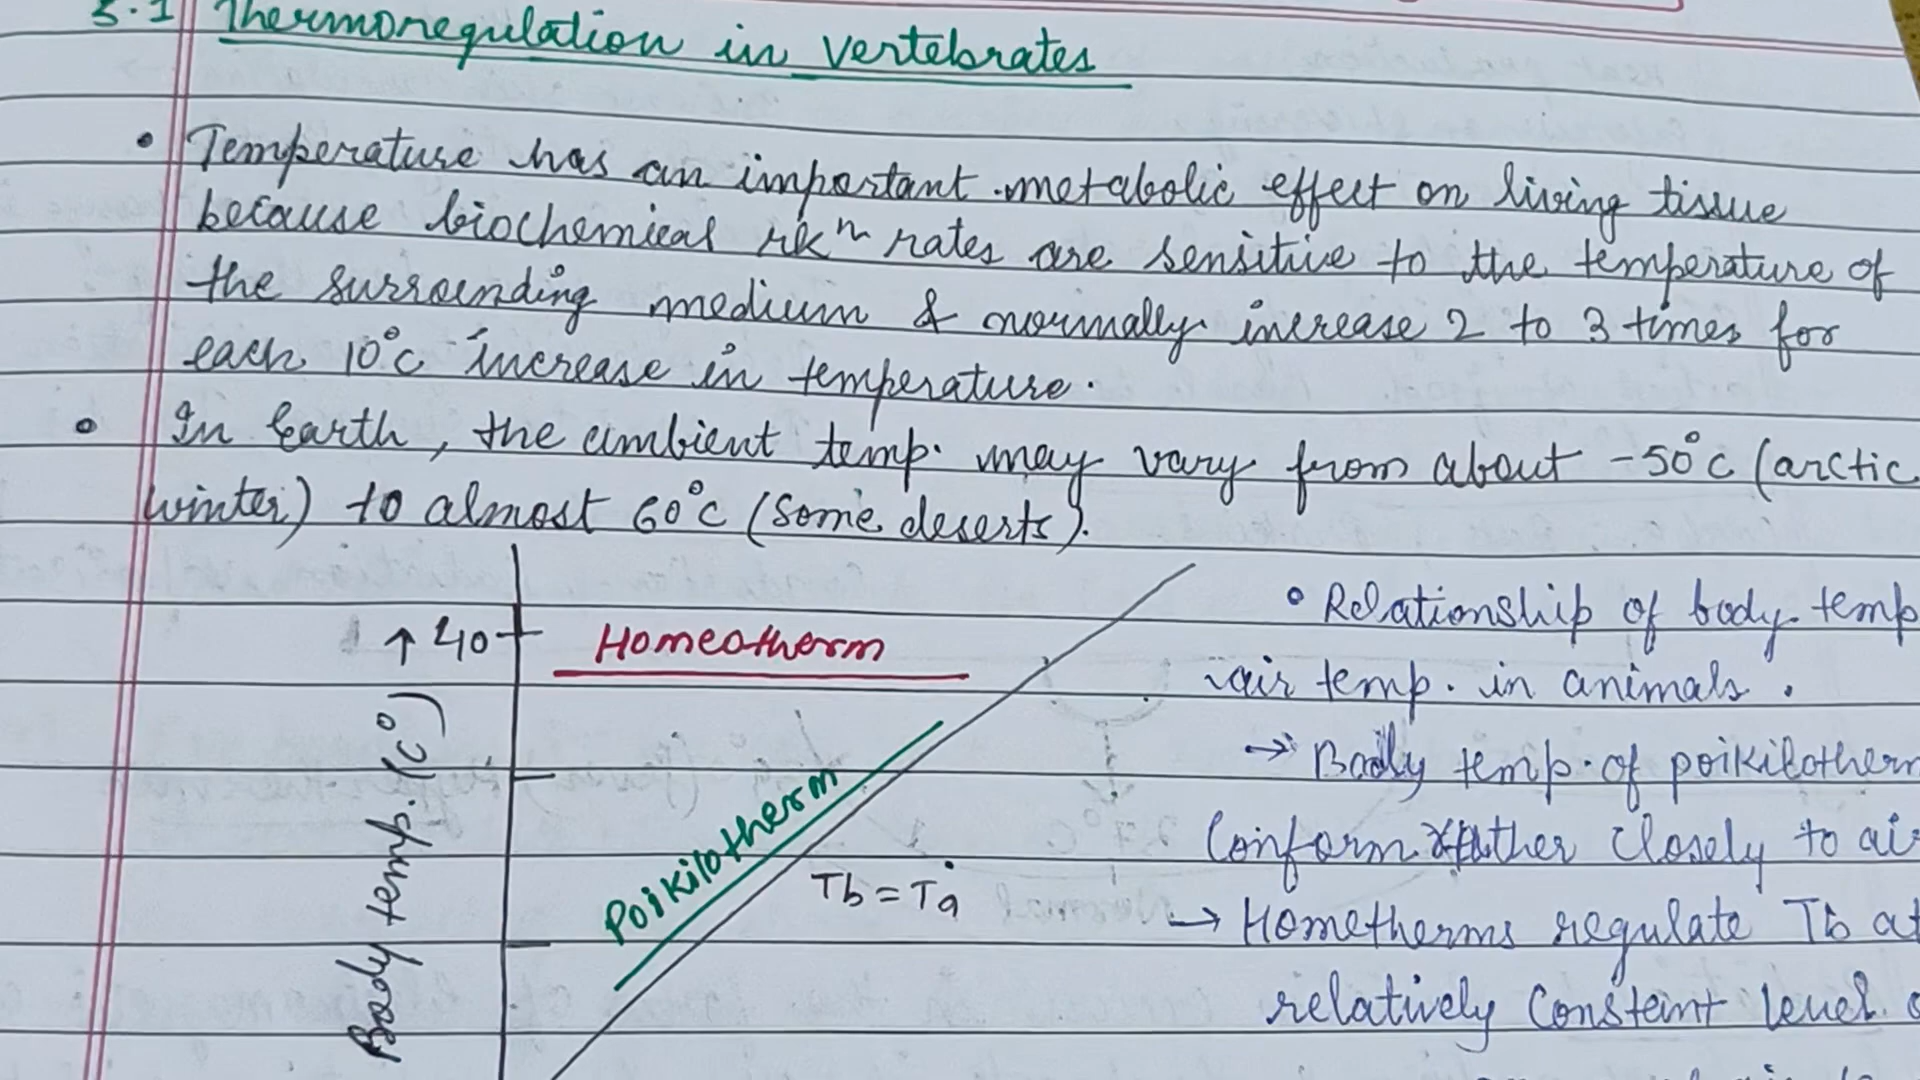 5.1 Thermoregulation in vertebrates
• Temperature has an important metabolic effect on living tissue
because biochemical rxⁿ rates are sensitive to the temperature of
the surrounding medium & normally increase 2 to 3 times for
each 10°c increase in temperature.
• In Earth, the ambient temp. may vary from about -50°c (arctic
winter) to almost 60°c (some deserts).
↑ 40
Homeotherm
Body temp. (°C)
Poikilotherm
Tb = Ta
• Relationship of body temp
air temp. in animals.
→ Body temp. of poikilotherm
Conform rather closely to air
→ Hometherms regulate Tb at
relatively constant level